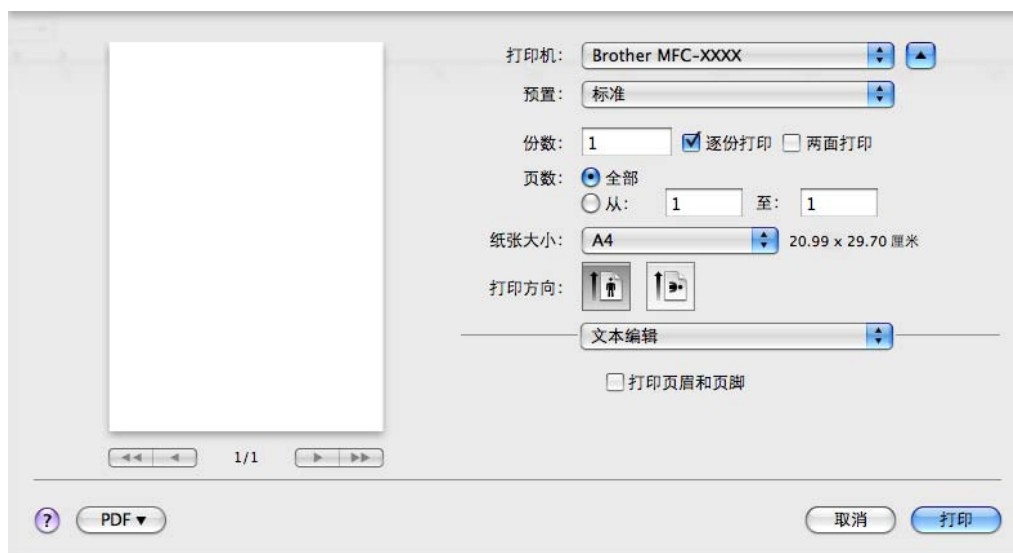 打印机: Brother MFC-XXXX
预置: 标准
份数: 1 逐份打印 两面打印
页数: 全部
从: 1 至: 1
纸张大小: A4 20.99 x 29.70 厘米
打印方向:
文本编辑
打印页眉和页脚
1/1
? PDF ▼ 取消 打印